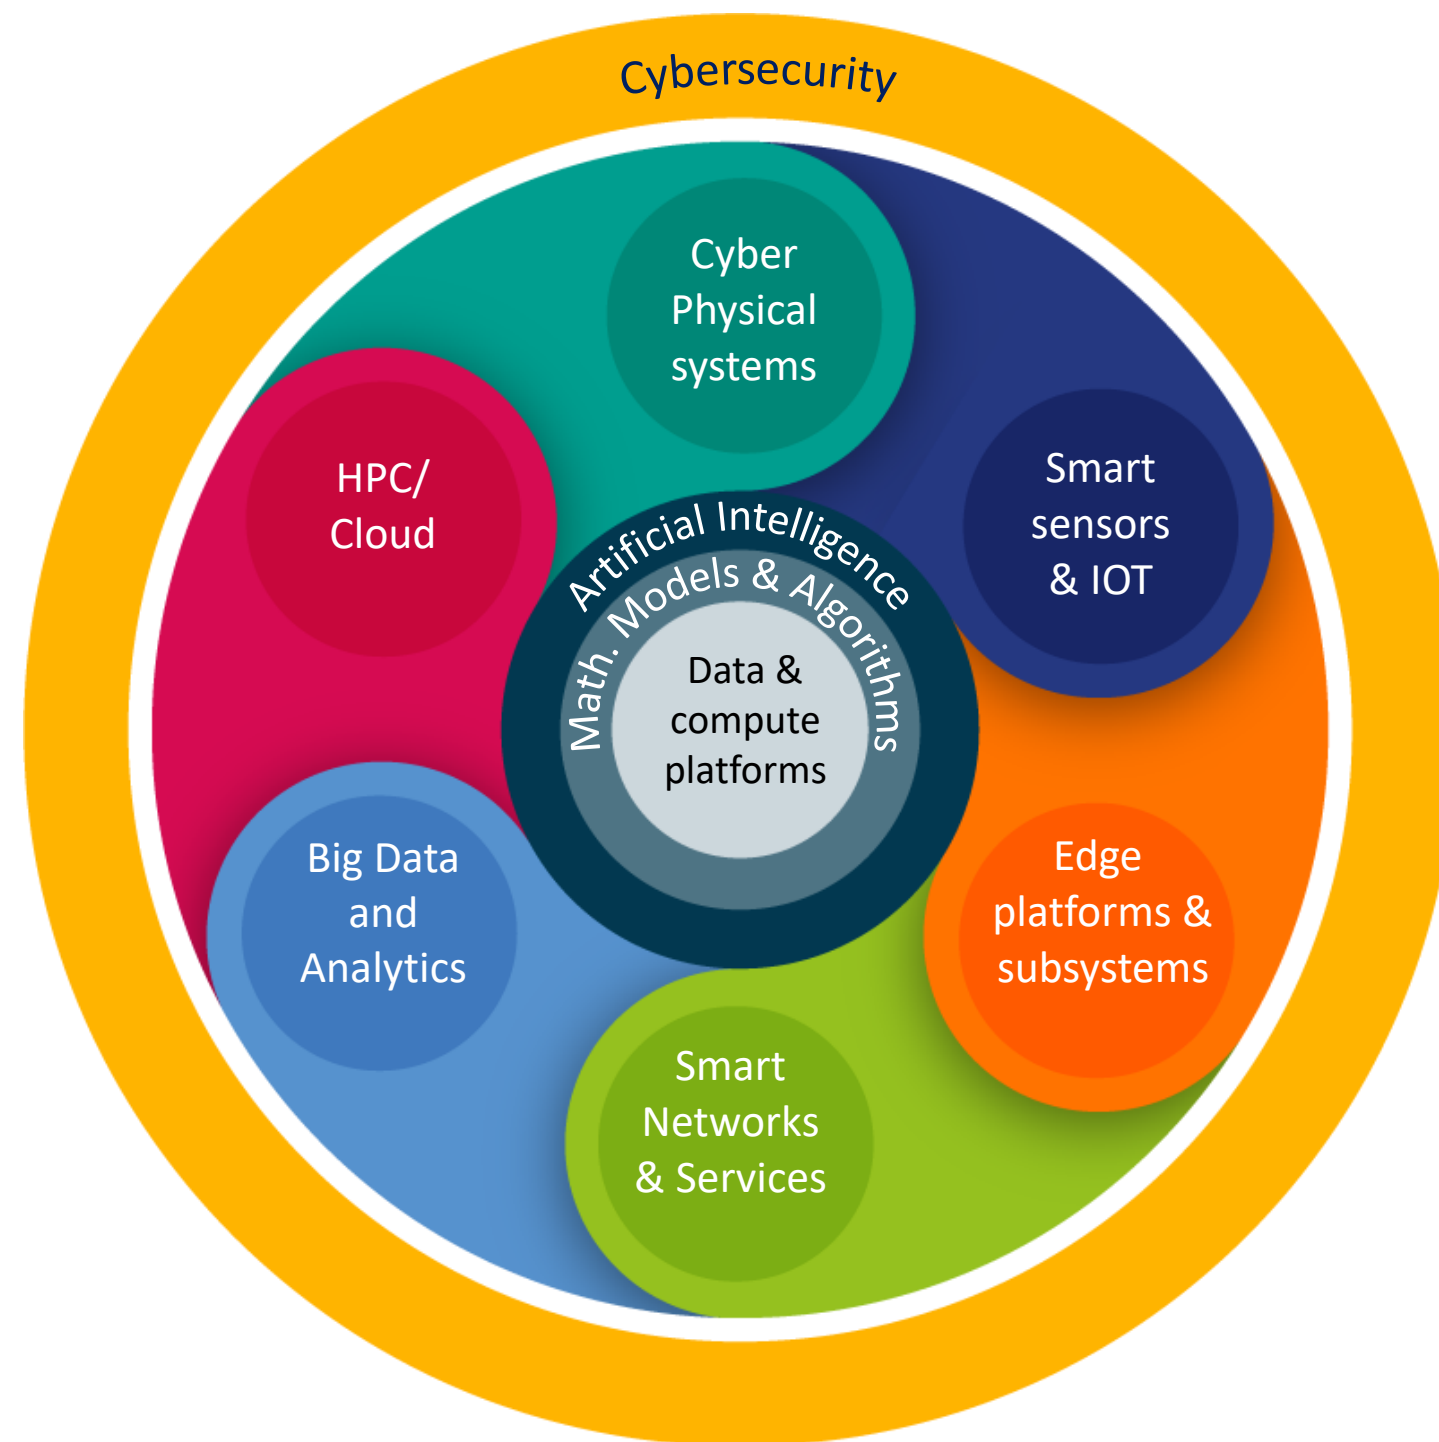 Cybersecurity
Cyber
Physical
systems
HPC/
Cloud
Smart
sensors
& IOT
Artificial Intelligence
Math. Models & Algorithms
Data &
compute
platforms
Big Data
and
Analytics
Edge
platforms &
subsystems
Smart
Networks
& Services